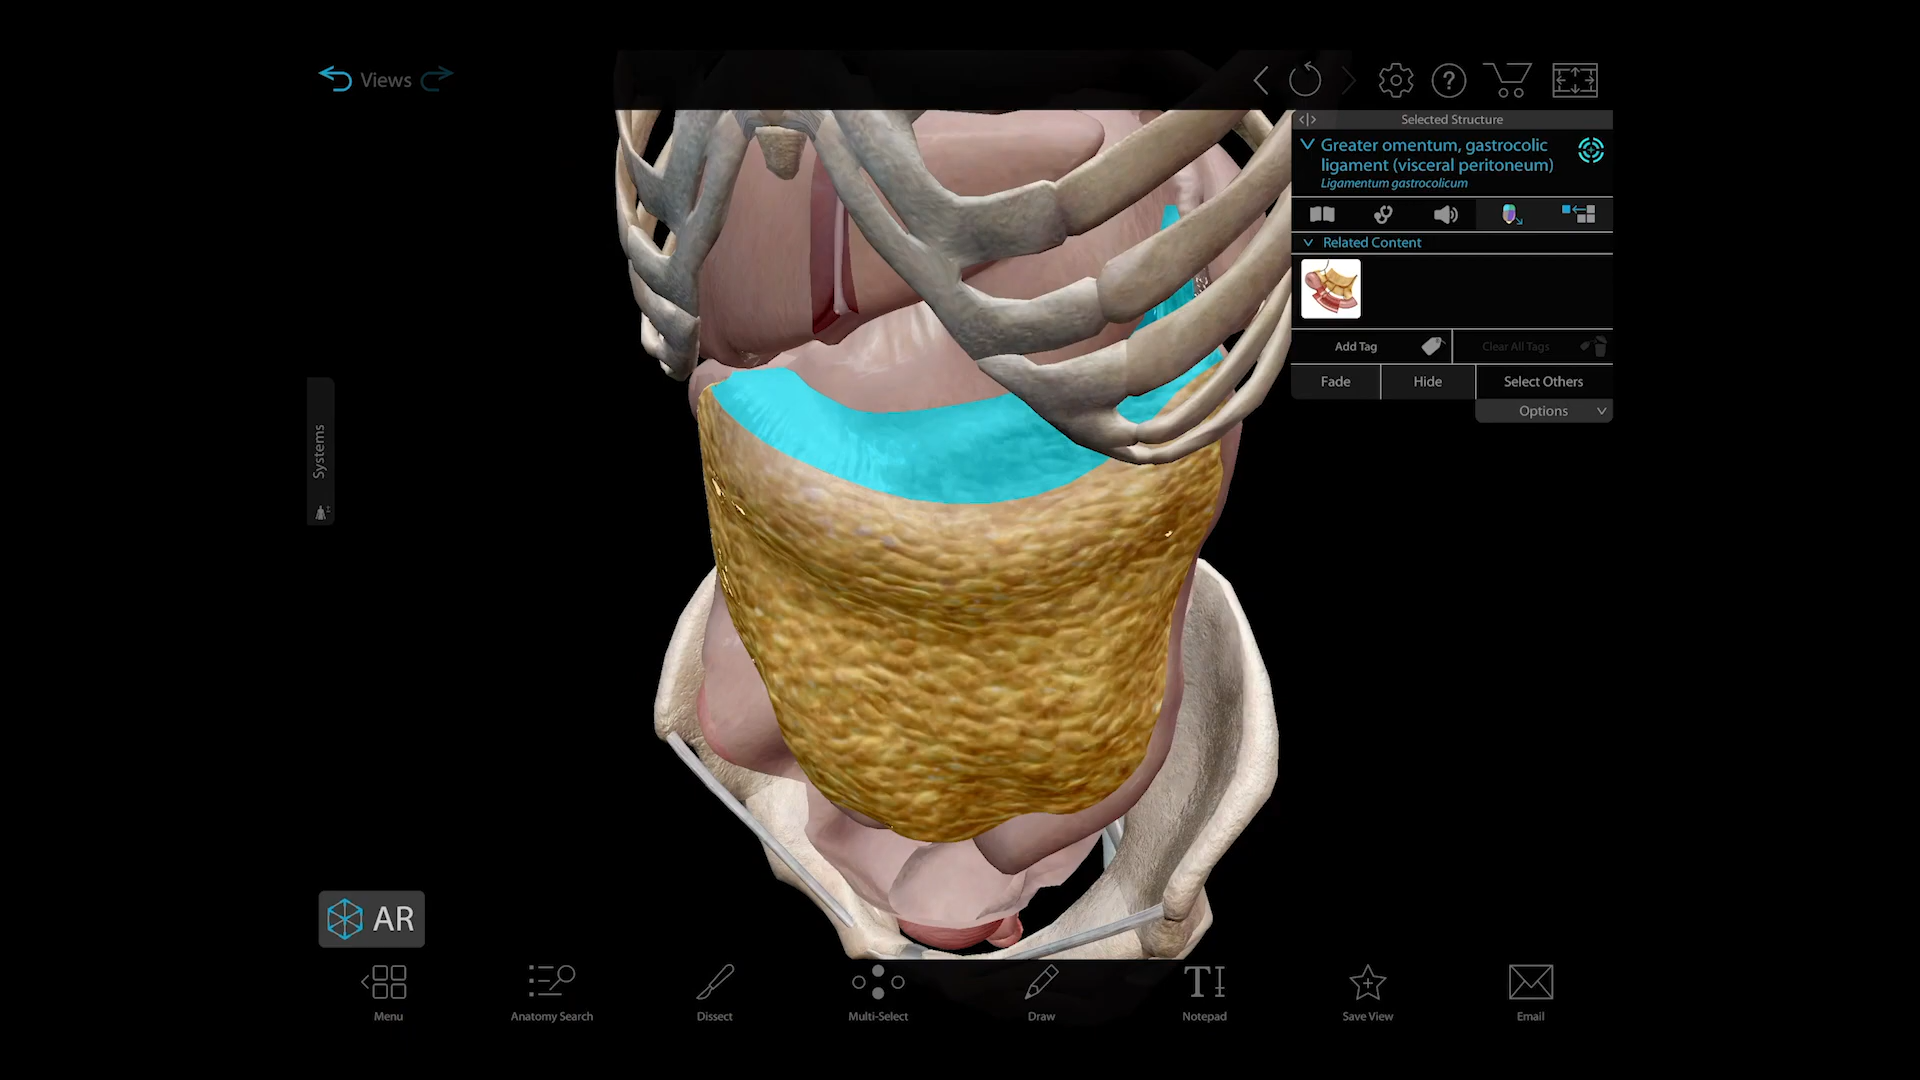 Views
Selected Structure
Greater omentum, gastrocolic
ligament (visceral peritoneum)
Ligamentum gastrocolicum
Related Content
Add Tag
Clear All Tags
Fade
Hide
Select Others
Options
Systems
AR
Menu
Anatomy Search
Dissect
Multi-Select
Draw
Notepad
Save View
Email